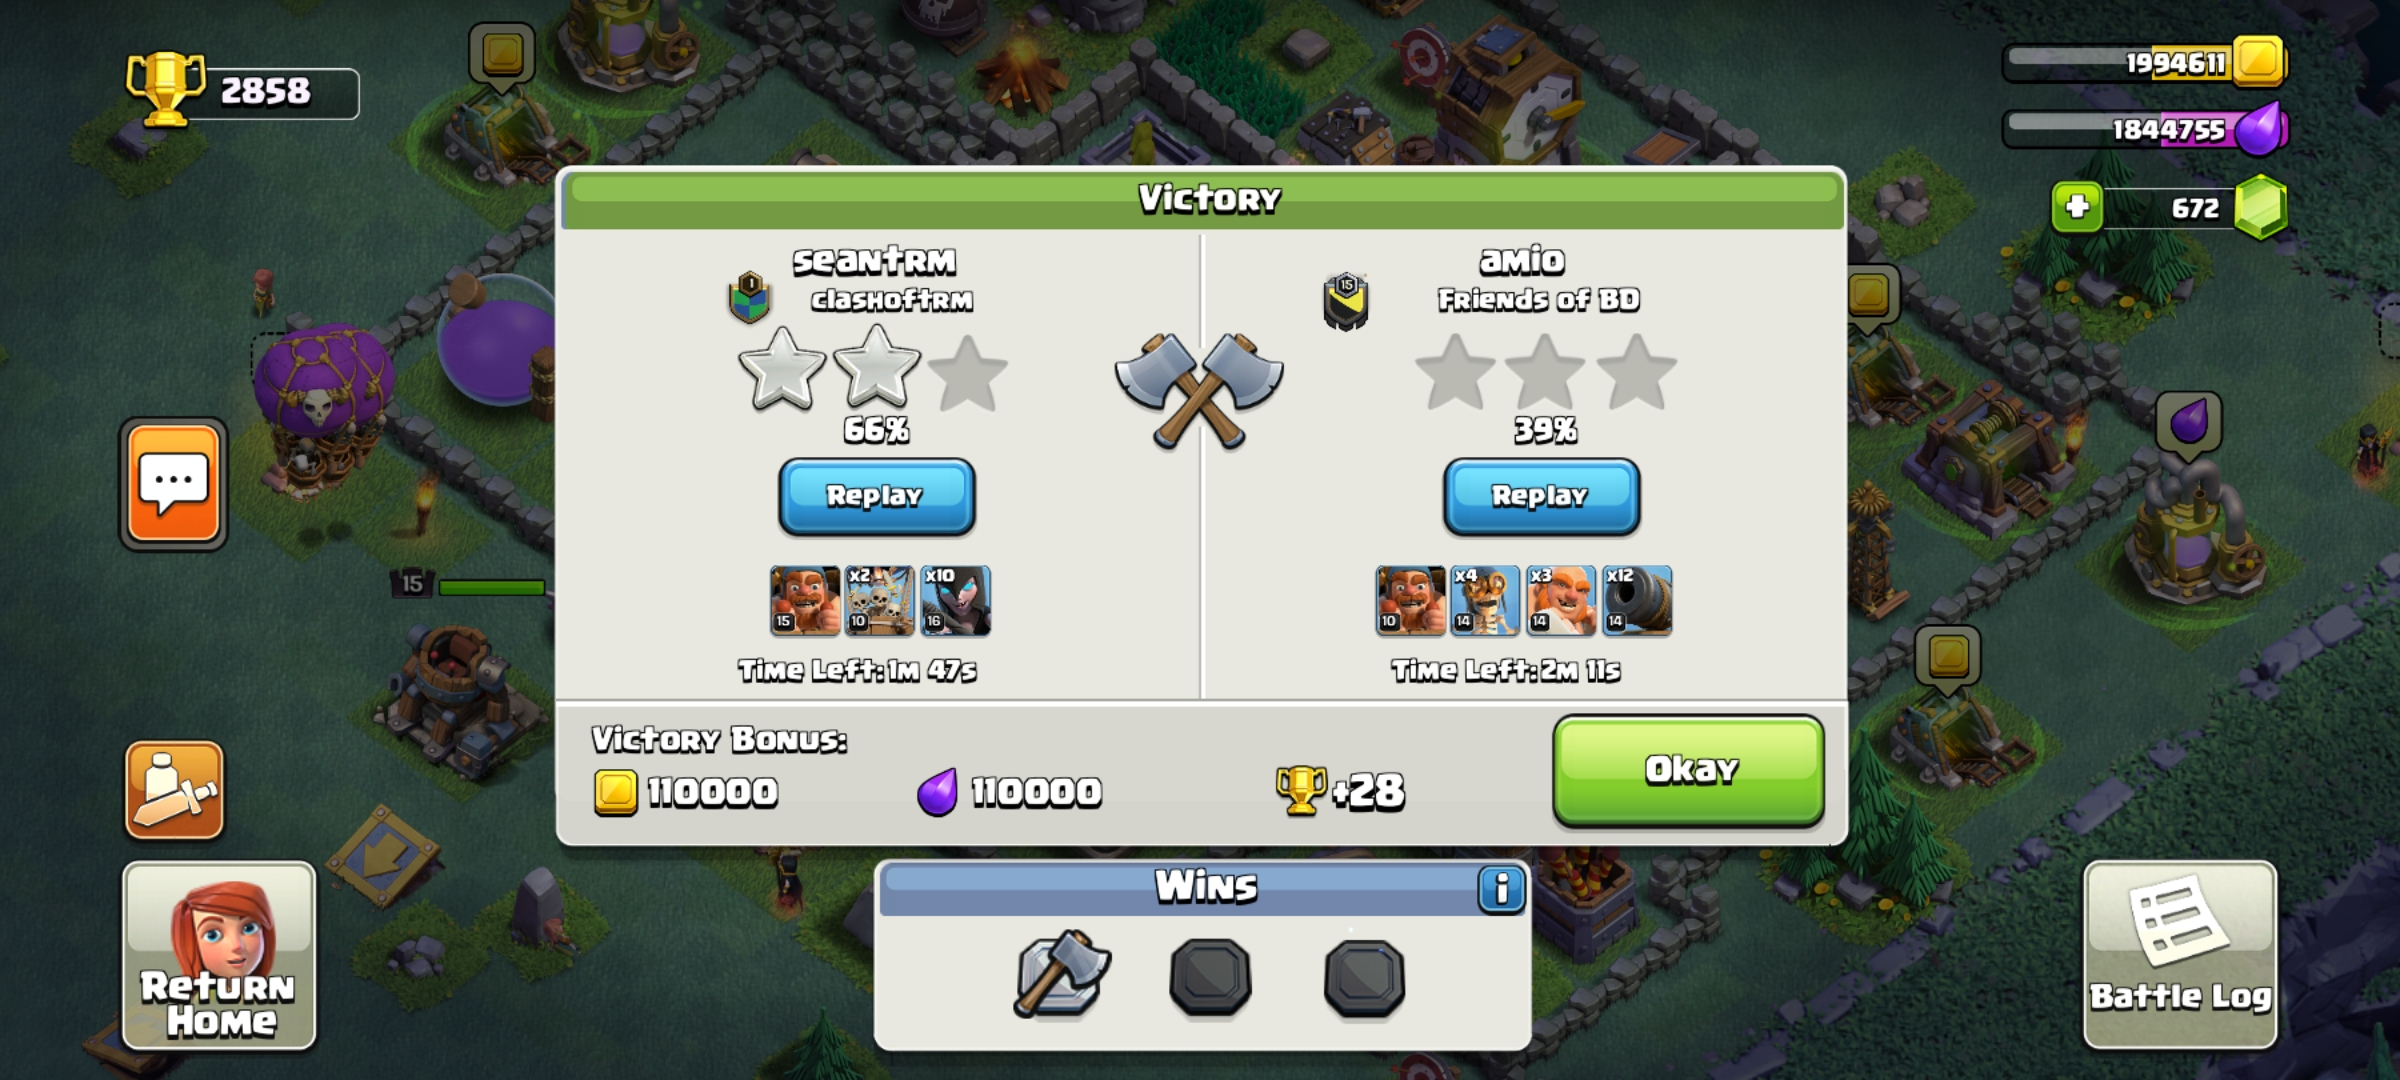 2858
1994611
1844755
672
Victory
seantrm
clashoftrm
1
66%
Replay
15
x2
10
x10
16
Time Left:1m 47s
amio
Friends of BD
15
39%
Replay
10
x4
14
x3
14
x12
14
Time Left:2m 11s
15
Victory Bonus:
110000
110000
+28
Okay
Wins
i
Return
Home
Battle Log